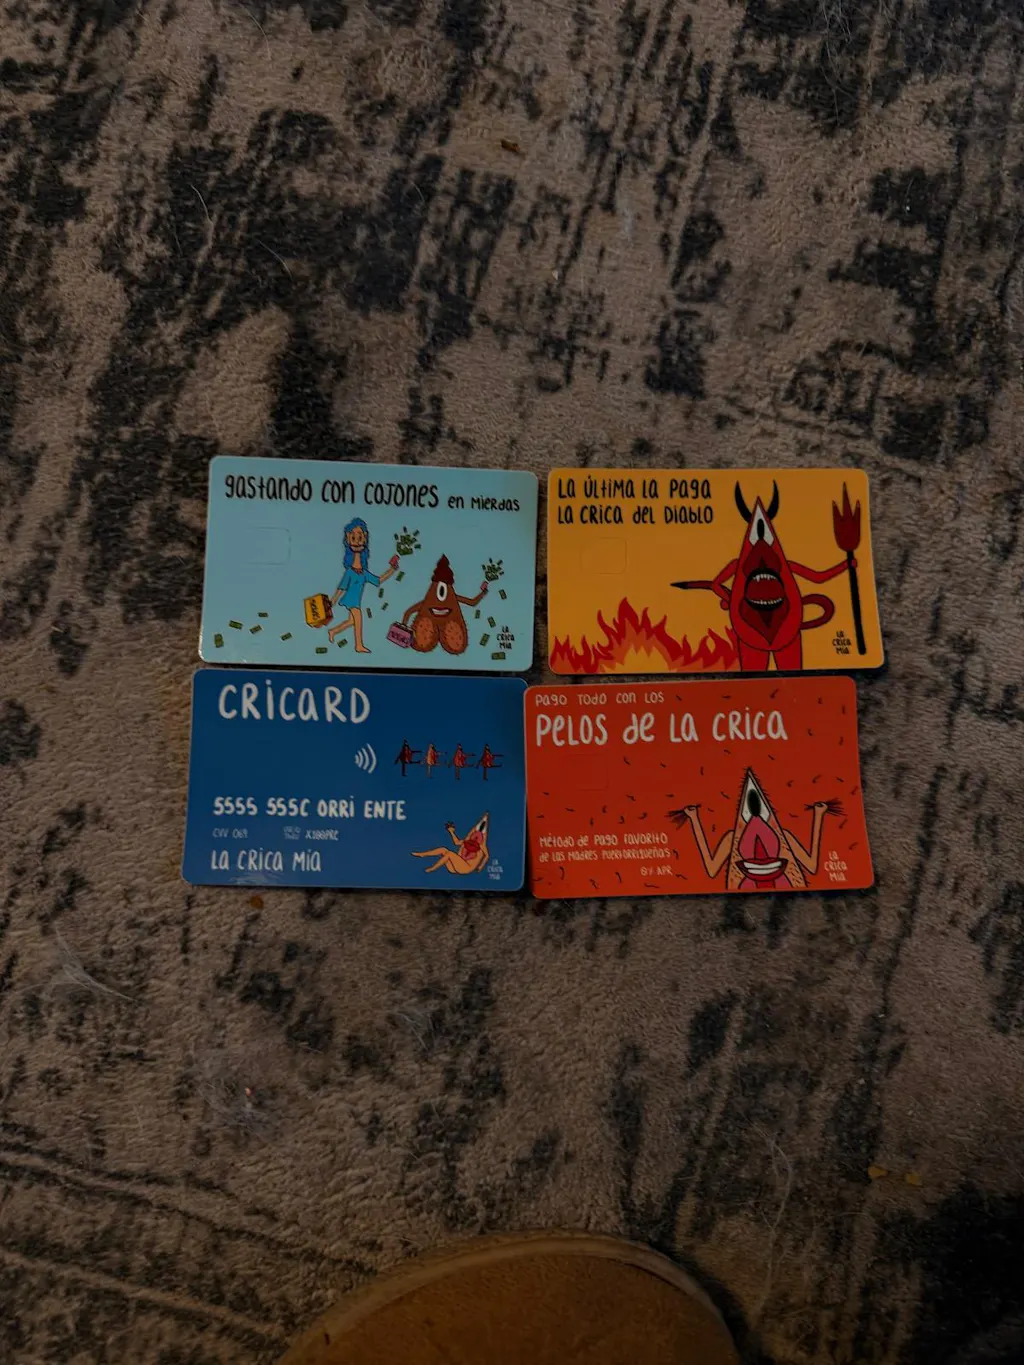 gastando con cojones en mierdas
LA CRICA MIA
La última la paga
la crica del diablo
LA CRICA MIA
CRICARD
5555 555C ORRI ENTE
CVV 069
X100PRE
LA CRICA MIA
LA CRICA MIA
Pago todo con los
Pelos de la crica
Método de pago favorito
de las madres puertorriqueñas
LA CRICA MIA